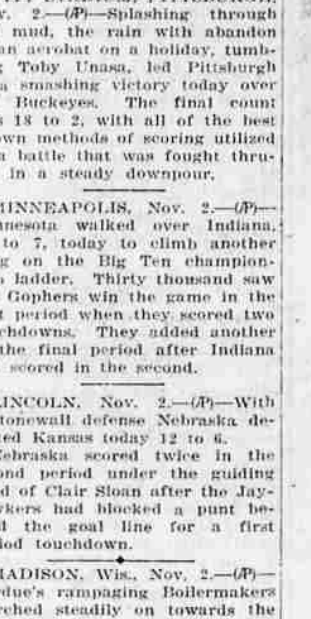 v. 2.—(AP)—Splashing through
mud, the rain with abandon
an acrobat on a holiday, tumb-
g Toby Unasa, led Pittsburgh
a smashing victory today over
Buckeyes. The final count
s 18 to 2, with all of the best
own methods of scoring utilized
a battle that was fought thru-
in a steady downpour.
MINNEAPOLIS, Nov. 2.—(AP)—
nnesota walked over Indiana,
to 7, today to climb another
g on the Big Ten champion-
p ladder. Thirty thousand saw
Gophers win the game in the
t period when they scored two
chdowns. They added another
the final period after Indiana
scored in the second.
LINCOLN, Nov. 2.—(AP)—With
tonewall defense Nebraska de-
ted Kansas today 12 to 6.
Nebraska scored twice in the
ond period under the guiding
d of Clair Sloan after the Jay-
kers had blocked a punt be-
d the goal line for a first
iod touchdown.
MADISON, Wis., Nov. 2.—(AP)—
due's rampaging Boilermakers
rched steadily on towards the